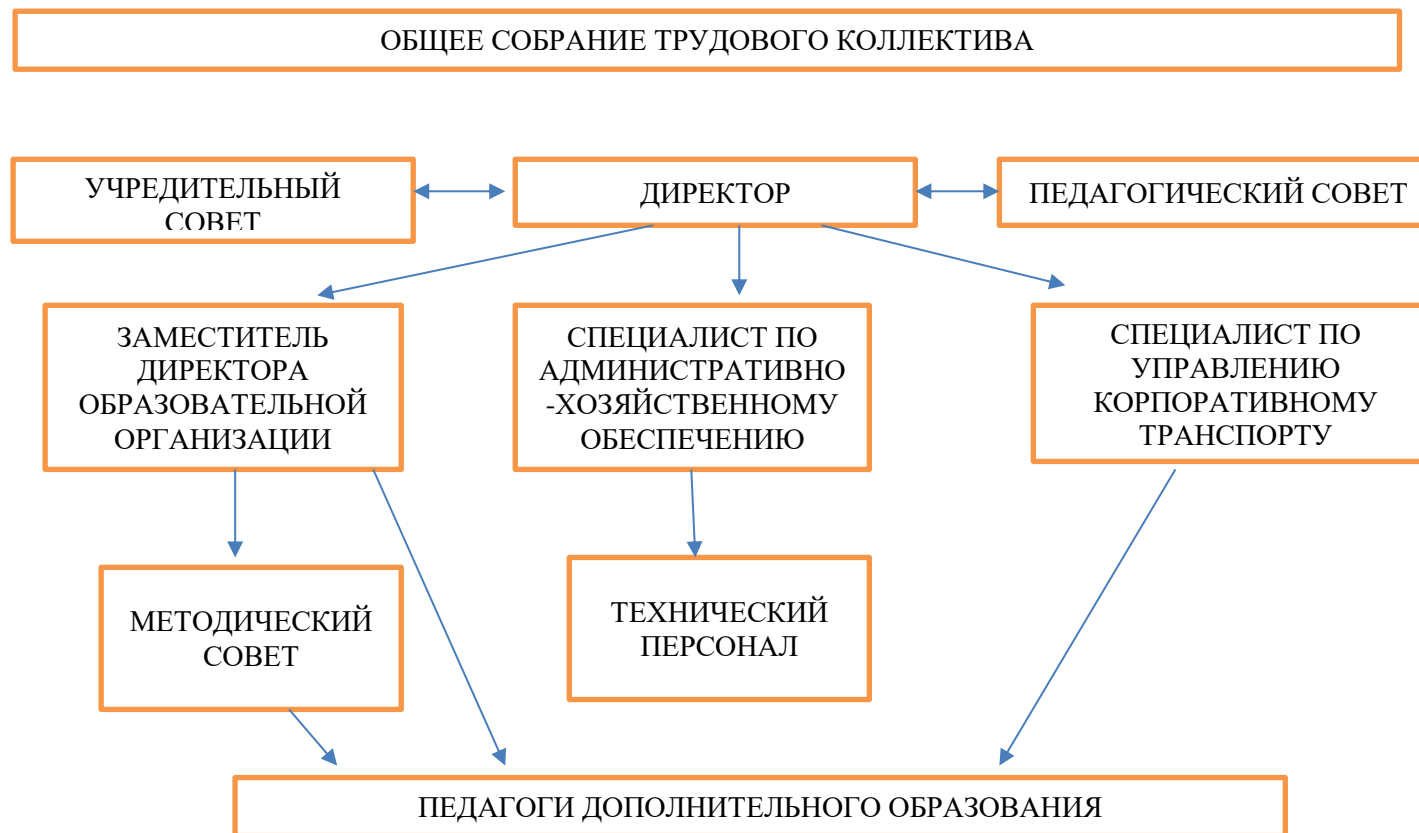 ОБЩЕЕ СОБРАНИЕ ТРУДОВОГО КОЛЛЕКТИВА
УЧРЕДИТЕЛЬНЫЙ
СОВЕТ
ДИРЕКТОР
ПЕДАГОГИЧЕСКИЙ СОВЕТ
ЗАМЕСТИТЕЛЬ
ДИРЕКТОРА
ОБРАЗОВАТЕЛЬНОЙ
ОРГАНИЗАЦИИ
СПЕЦИАЛИСТ ПО
АДМИНИСТРАТИВНО
-ХОЗЯЙСТВЕННОМУ
ОБЕСПЕЧЕНИЮ
СПЕЦИАЛИСТ ПО
УПРАВЛЕНИЮ
КОРПОРАТИВНОМУ
ТРАНСПОРТУ
МЕТОДИЧЕСКИЙ
СОВЕТ
ТЕХНИЧЕСКИЙ
ПЕРСОНАЛ
ПЕДАГОГИ ДОПОЛНИТЕЛЬНОГО ОБРАЗОВАНИЯ